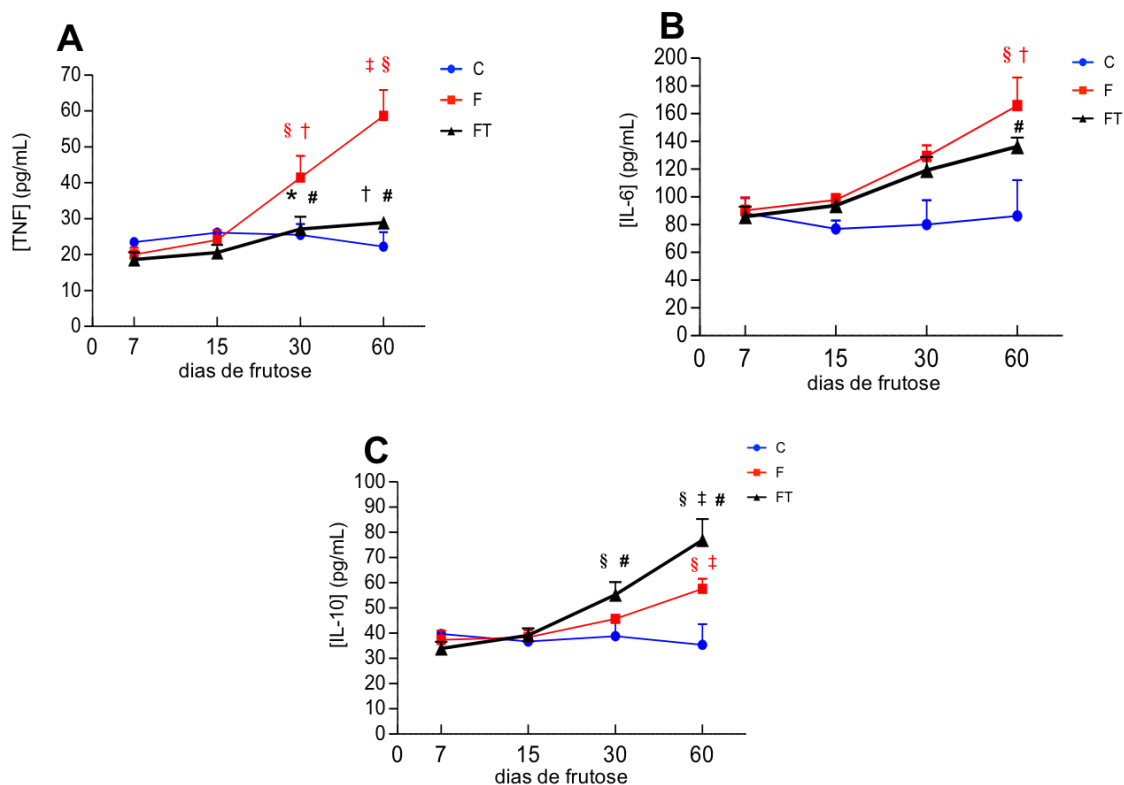 A
C
F
FT
[TNF] (pg/mL)
70
60
50
40
30
20
10
0
‡ §
§ †
* #
† #
0 7 15 30 60
dias de frutose
B
C
F
FT
[IL-6] (pg/mL)
200
180
160
140
120
100
80
60
40
20
0
§ †
#
0 7 15 30 60
dias de frutose
C
C
F
FT
[IL-10] (pg/mL)
100
90
80
70
60
50
40
30
20
10
0
§ ‡ #
§ #
§ ‡
0 7 15 30 60
dias de frutose